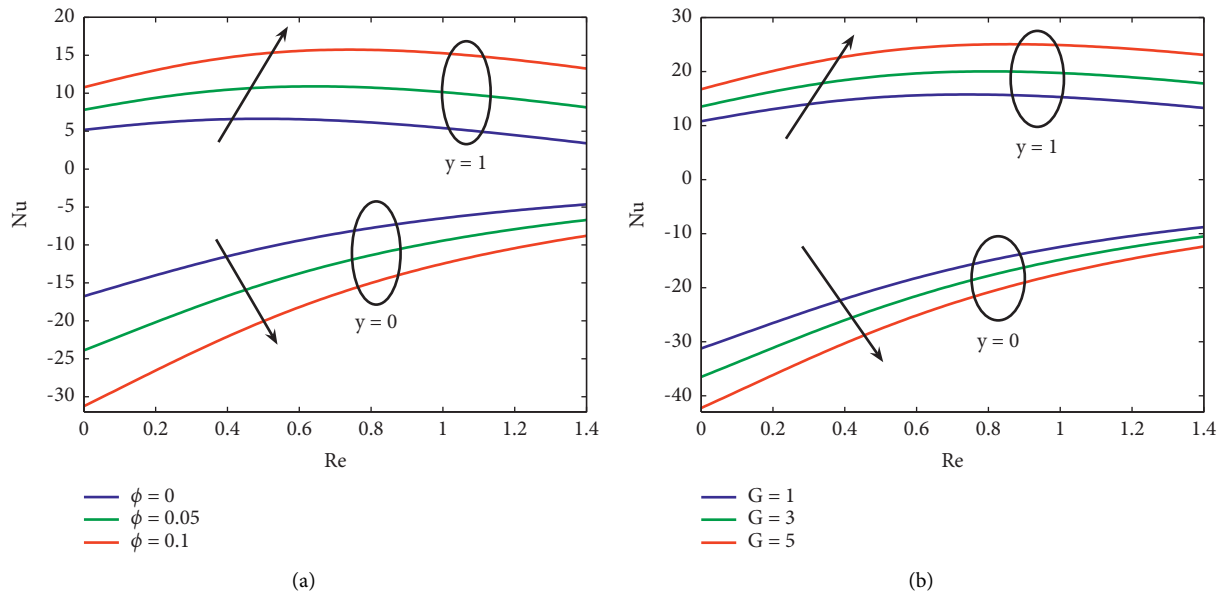 20
15
10
5
0
-5
-10
-15
-20
-25
-30
Nu
y = 1
y = 0
0 0.2 0.4 0.6 0.8 1 1.2 1.4
Re
ϕ = 0
ϕ = 0.05
ϕ = 0.1
(a)
30
20
10
0
-10
-20
-30
-40
Nu
y = 1
y = 0
0 0.2 0.4 0.6 0.8 1 1.2 1.4
Re
G = 1
G = 3
G = 5
(b)